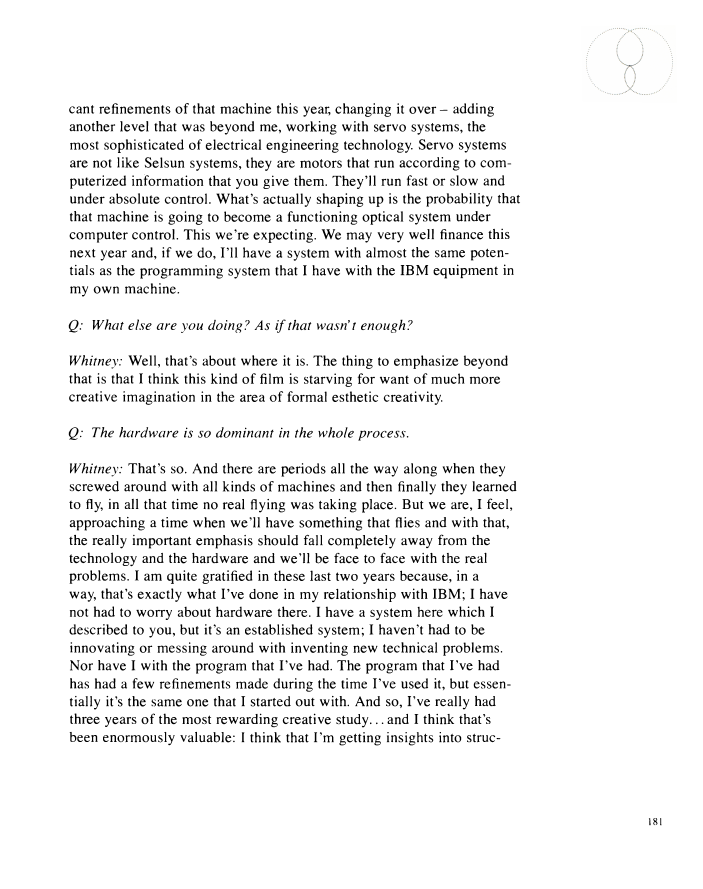 cant refinements of that machine this year, changing it over – adding
another level that was beyond me, working with servo systems, the
most sophisticated of electrical engineering technology. Servo systems
are not like Selsun systems, they are motors that run according to com-
puterized information that you give them. They'll run fast or slow and
under absolute control. What's actually shaping up is the probability that
that machine is going to become a functioning optical system under
computer control. This we're expecting. We may very well finance this
next year and, if we do, I'll have a system with almost the same poten-
tials as the programming system that I have with the IBM equipment in
my own machine.
Q: What else are you doing? As if that wasn't enough?
Whitney: Well, that's about where it is. The thing to emphasize beyond
that is that I think this kind of film is starving for want of much more
creative imagination in the area of formal esthetic creativity.
Q: The hardware is so dominant in the whole process.
Whitney: That's so. And there are periods all the way along when they
screwed around with all kinds of machines and then finally they learned
to fly, in all that time no real flying was taking place. But we are, I feel,
approaching a time when we'll have something that flies and with that,
the really important emphasis should fall completely away from the
technology and the hardware and we'll be face to face with the real
problems. I am quite gratified in these last two years because, in a
way, that's exactly what I've done in my relationship with IBM; I have
not had to worry about hardware there. I have a system here which I
described to you, but it's an established system; I haven't had to be
innovating or messing around with inventing new technical problems.
Nor have I with the program that I've had. The program that I've had
has had a few refinements made during the time I've used it, but essen-
tially it's the same one that I started out with. And so, I've really had
three years of the most rewarding creative study... and I think that's
been enormously valuable: I think that I'm getting insights into struc-
181